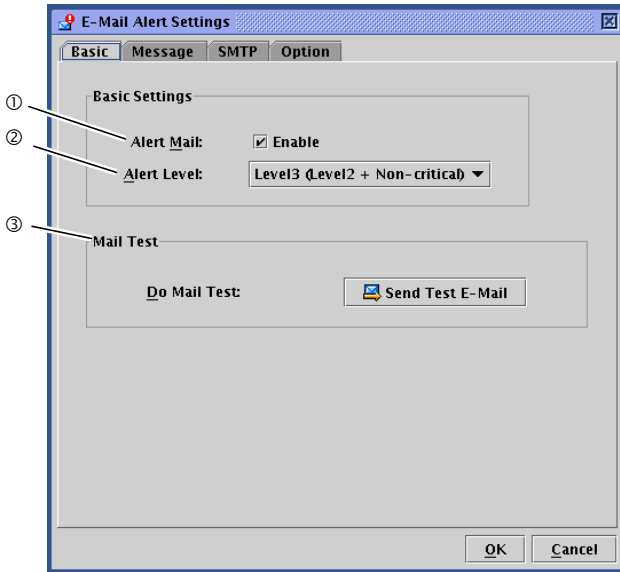 E-Mail Alert Settings
Basic Message SMTP Option
Basic Settings
① Alert Mail: Enable
② Alert Level: Level3 (Level2 + Non-critical)
③ Mail Test
Do Mail Test: Send Test E-Mail
OK Cancel